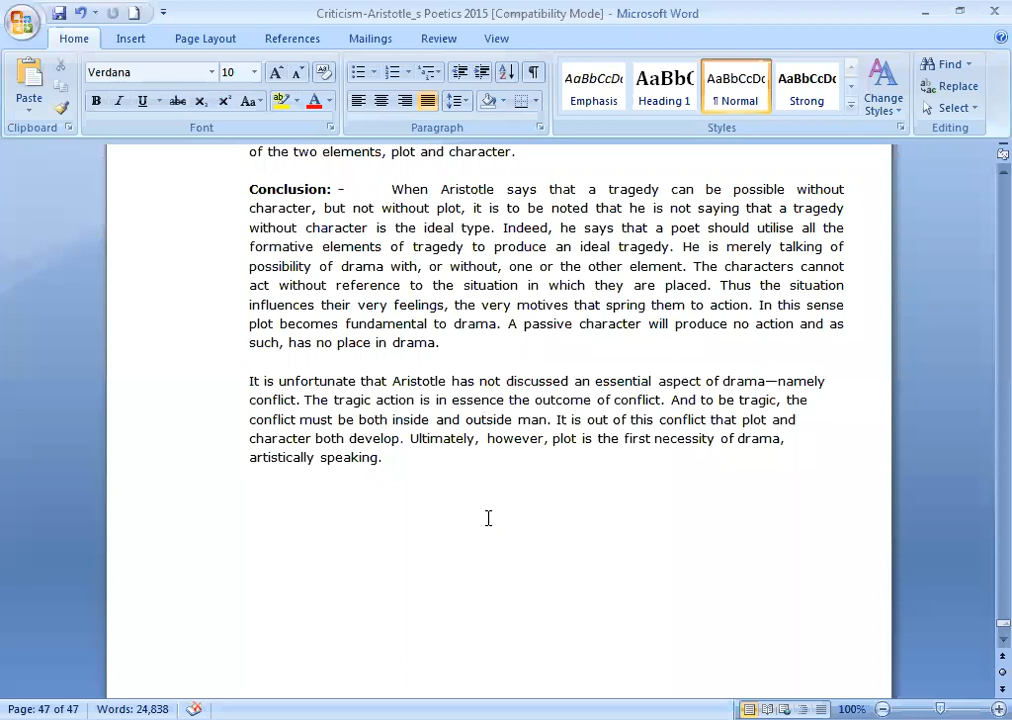 Criticism-Aristotle_s Poetics 2015 [Compatibility Mode] - Microsoft Word
Home Insert Page Layout References Mailings Review View
Paste
Clipboard
Verdana 10
B I U abc X₂ X² Aa
Font
Paragraph
AaBbCcDc AaBb( AaBbCcDc AaBbCcDc
Emphasis Heading 1 ¶ Normal Strong
Styles
Change Styles
Find
Replace
Select
Editing
of the two elements, plot and character.
Conclusion: - When Aristotle says that a tragedy can be possible without
character, but not without plot, it is to be noted that he is not saying that a tragedy
without character is the ideal type. Indeed, he says that a poet should utilise all the
formative elements of tragedy to produce an ideal tragedy. He is merely talking of
possibility of drama with, or without, one or the other element. The characters cannot
act without reference to the situation in which they are placed. Thus the situation
influences their very feelings, the very motives that spring them to action. In this sense
plot becomes fundamental to drama. A passive character will produce no action and as
such, has no place in drama.
It is unfortunate that Aristotle has not discussed an essential aspect of drama—namely
conflict. The tragic action is in essence the outcome of conflict. And to be tragic, the
conflict must be both inside and outside man. It is out of this conflict that plot and
character both develop. Ultimately, however, plot is the first necessity of drama,
artistically speaking.
Page: 47 of 47 Words: 24,838 100%